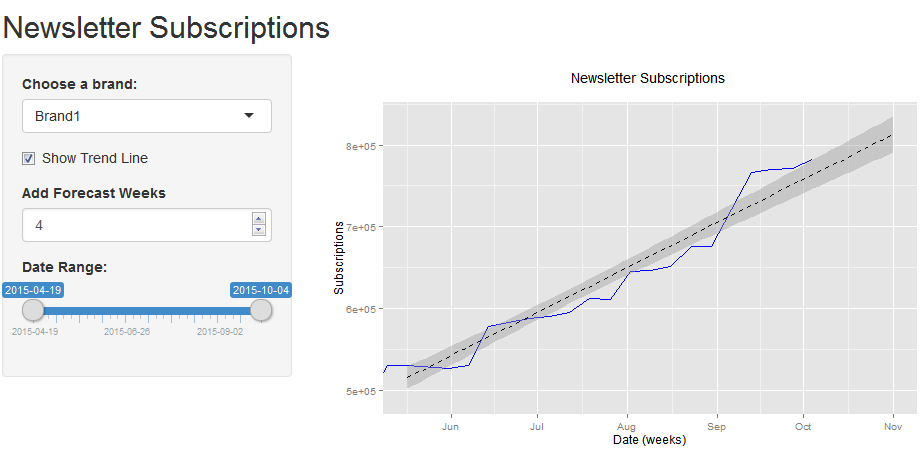 Newsletter Subscriptions
Choose a brand:
Brand1
Show Trend Line
Add Forecast Weeks
4
Date Range:
2015-04-19 2015-10-04
2015-04-19 2015-06-26 2015-09-02
Newsletter Subscriptions
Subscriptions
8e+05
7e+05
6e+05
5e+05
Jun Jul Aug Sep Oct Nov
Date (weeks)